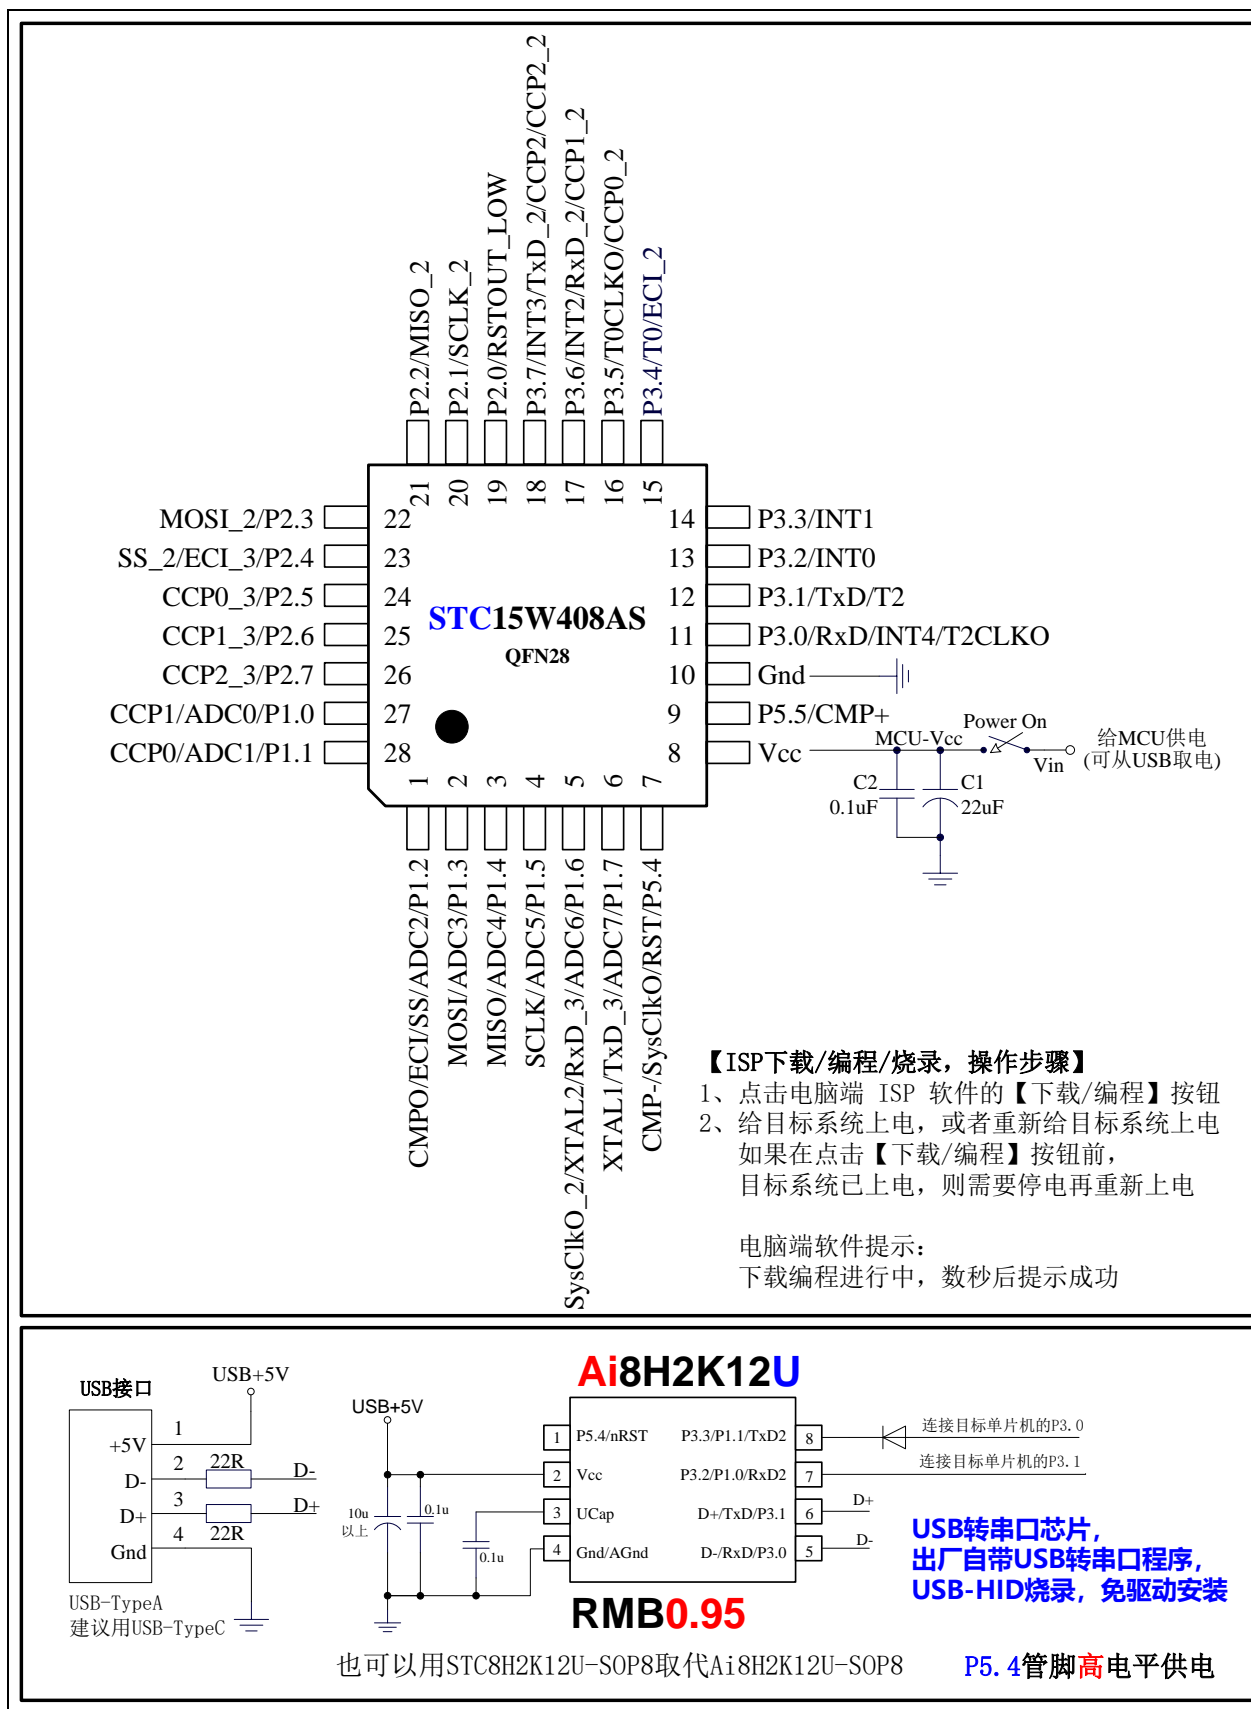 P2.2/MISO_2
P2.1/SCLK_2
P2.0/RSTOUT_LOW
P3.7/INT3/TxD_2/CCP2/CCP2_2
P3.6/INT2/RxD_2/CCP1_2
P3.5/T0CLKO/CCP0_2
P3.4/T0/ECI_2
21
20
19
18
17
16
15
MOSI_2/P2.3 22
SS_2/ECI_3/P2.4 23
CCP0_3/P2.5 24
CCP1_3/P2.6 25
CCP2_3/P2.7 26
CCP1/ADC0/P1.0 27
CCP0/ADC1/P1.1 28
STC15W408AS
QFN28
14 P3.3/INT1
13 P3.2/INT0
12 P3.1/TxD/T2
11 P3.0/RxD/INT4/T2CLKO
10 Gnd
9 P5.5/CMP+
8 Vcc
MCU-Vcc
Power On
Vin
给MCU供电
(可从USB取电)
C2
0.1uF
C1
22uF
1
2
3
4
5
6
7
CMPO/ECI/SS/ADC2/P1.2
MOSI/ADC3/P1.3
MISO/ADC4/P1.4
SCLK/ADC5/P1.5
SysClkO_2/XTAL2/RxD_3/ADC6/P1.6
XTAL1/TxD_3/ADC7/P1.7
CMP-/SysClkO/RST/P5.4
【ISP下载/编程/烧录，操作步骤】
1、点击电脑端 ISP 软件的【下载/编程】按钮
2、给目标系统上电，或者重新给目标系统上电
如果在点击【下载/编程】按钮前，
目标系统已上电，则需要停电再重新上电
电脑端软件提示：
下载编程进行中，数秒后提示成功
USB接口
USB+5V
+5V 1
D- 2 22R D-
D+ 3 22R D+
Gnd 4
USB-TypeA
建议用USB-TypeC
USB+5V
10u
以上
0.1u
0.1u
Ai8H2K12U
1 P5.4/nRST P3.3/P1.1/TxD2 8
2 Vcc P3.2/P1.0/RxD2 7
3 UCap D+/TxD/P3.1 6 D+
4 Gnd/AGnd D-/RxD/P3.0 5 D-
连接目标单片机的P3.0
连接目标单片机的P3.1
RMB0.95
USB转串口芯片，
出厂自带USB转串口程序，
USB-HID烧录，免驱动安装
也可以用STC8H2K12U-SOP8取代Ai8H2K12U-SOP8
P5.4管脚高电平供电